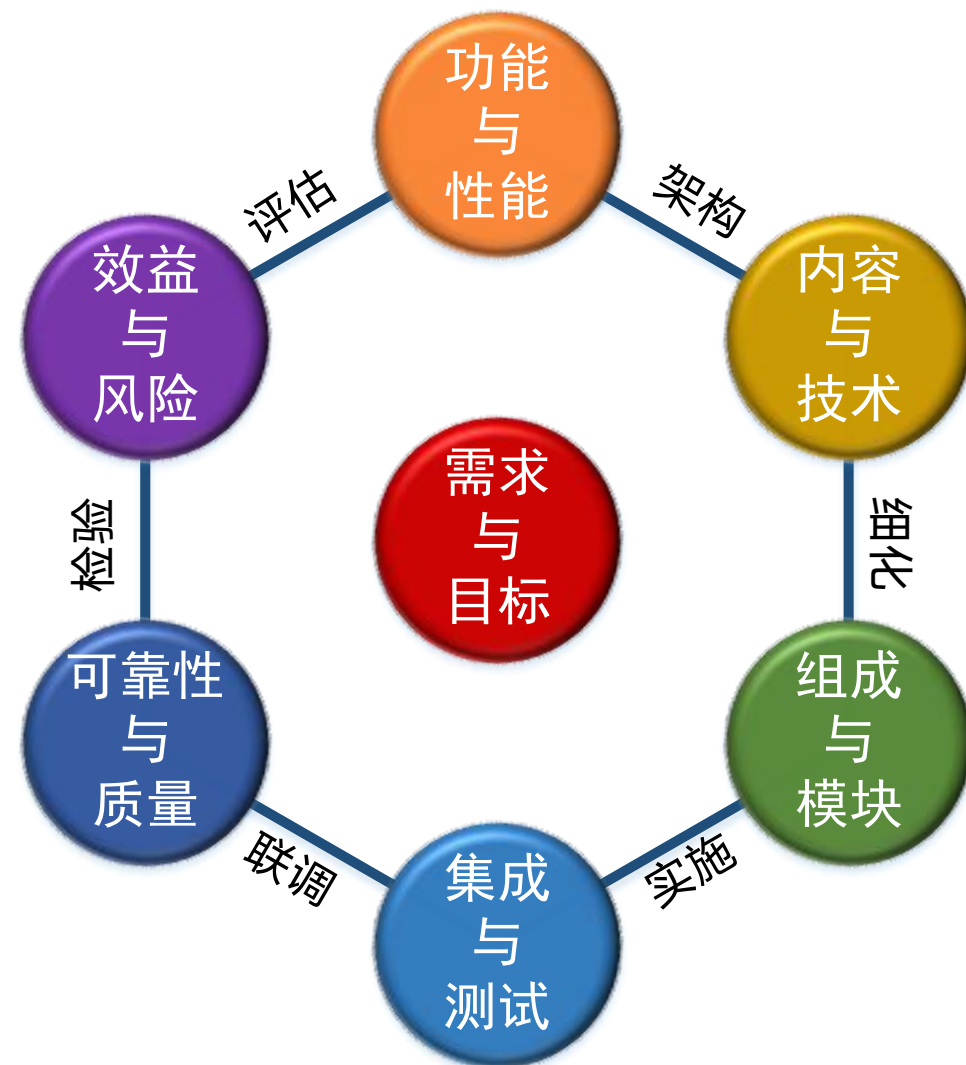 功能
与
性能
评估
架构
效益
与
风险
内容
与
技术
需求
与
目标
检验
细化
可靠性
与
质量
组成
与
模块
联调
实施
集成
与
测试